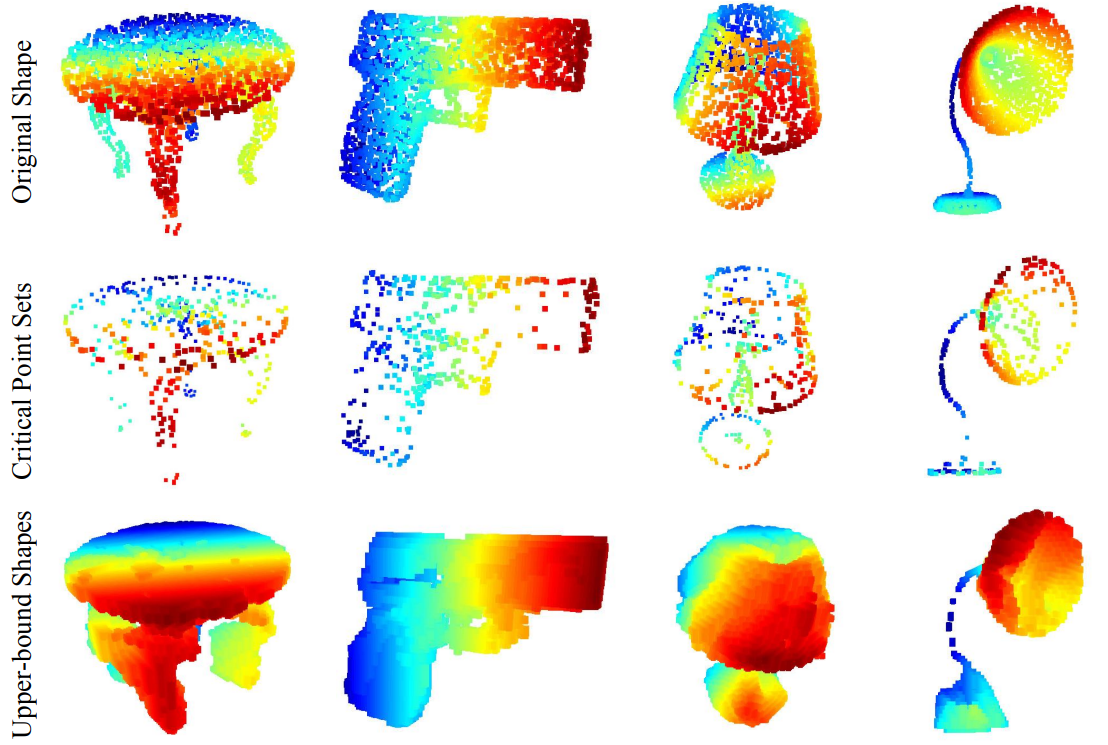 Original Shape
Critical Point Sets
Upper-bound Shapes